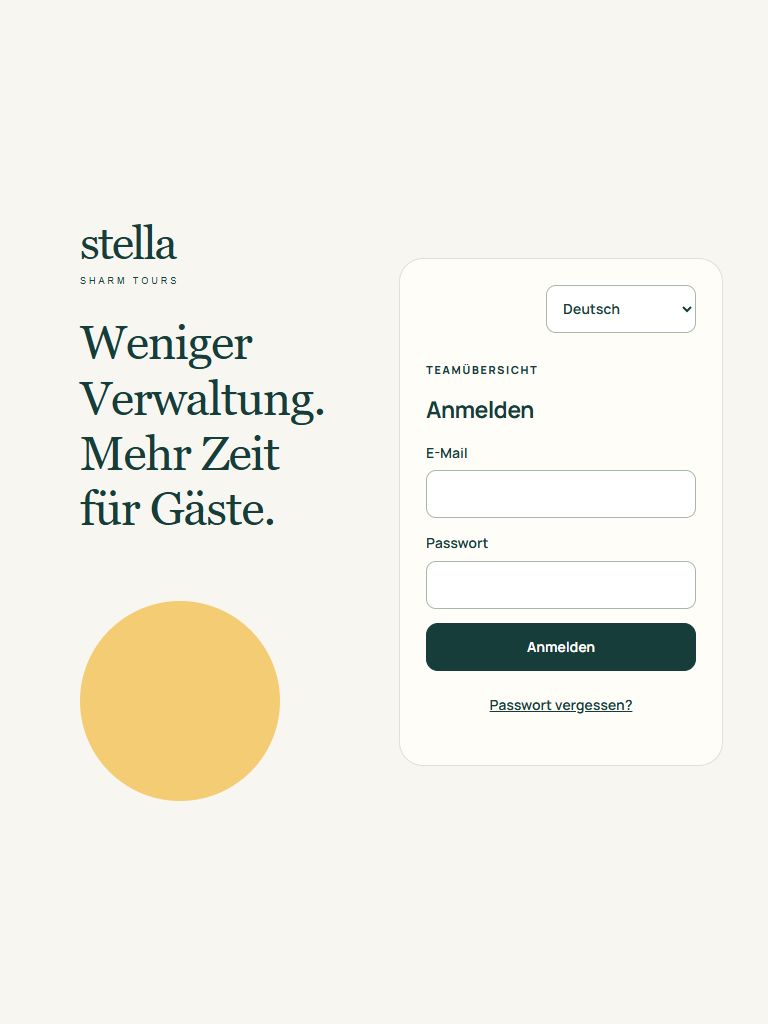 stella
SHARM TOURS
Weniger
Verwaltung.
Mehr Zeit
für Gäste.
Deutsch
TEAMÜBERSICHT
Anmelden
E-Mail
Passwort
Anmelden
Passwort vergessen?